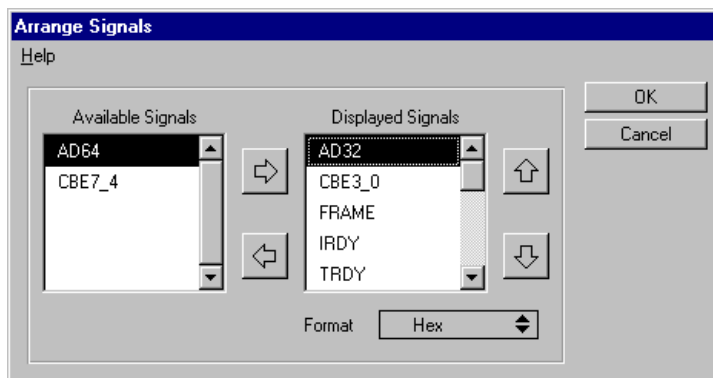 Arrange Signals
Help
Available Signals
AD64
CBE7_4
Displayed Signals
AD32
CBE3_0
FRAME
IRDY
TRDY
Format Hex
OK
Cancel